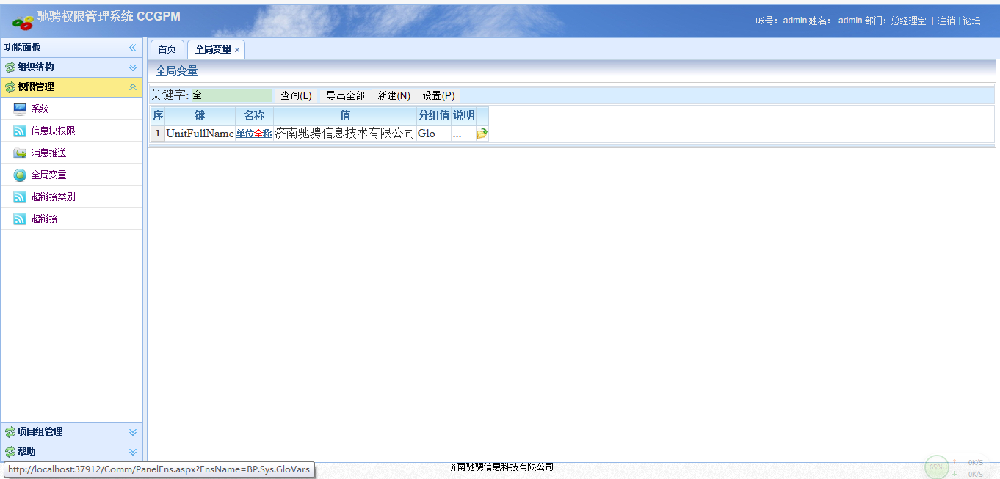 驰骋权限管理系统 CCGPM
帐号： admin 姓名： admin 部门：总经理室 | 注销 | 论坛
功能面板
组织结构
权限管理
系统
信息块权限
消息推送
全局变量
超链接类别
超链接
项目组管理
帮助
首页 全局变量 ×
全局变量
关键字: 全 查询(L) 导出全部 新建(N) 设置(P)
序 键 名称 值 分组值 说明
1 UnitFullName 单位全称 济南驰骋信息技术有限公司 Glo ...
http://localhost:37912/Comm/PanelEns.aspx?EnsName=BP.Sys.GloVars
济南驰骋信息科技有限公司
65% ↑ 0K/S
↓ 0K/S